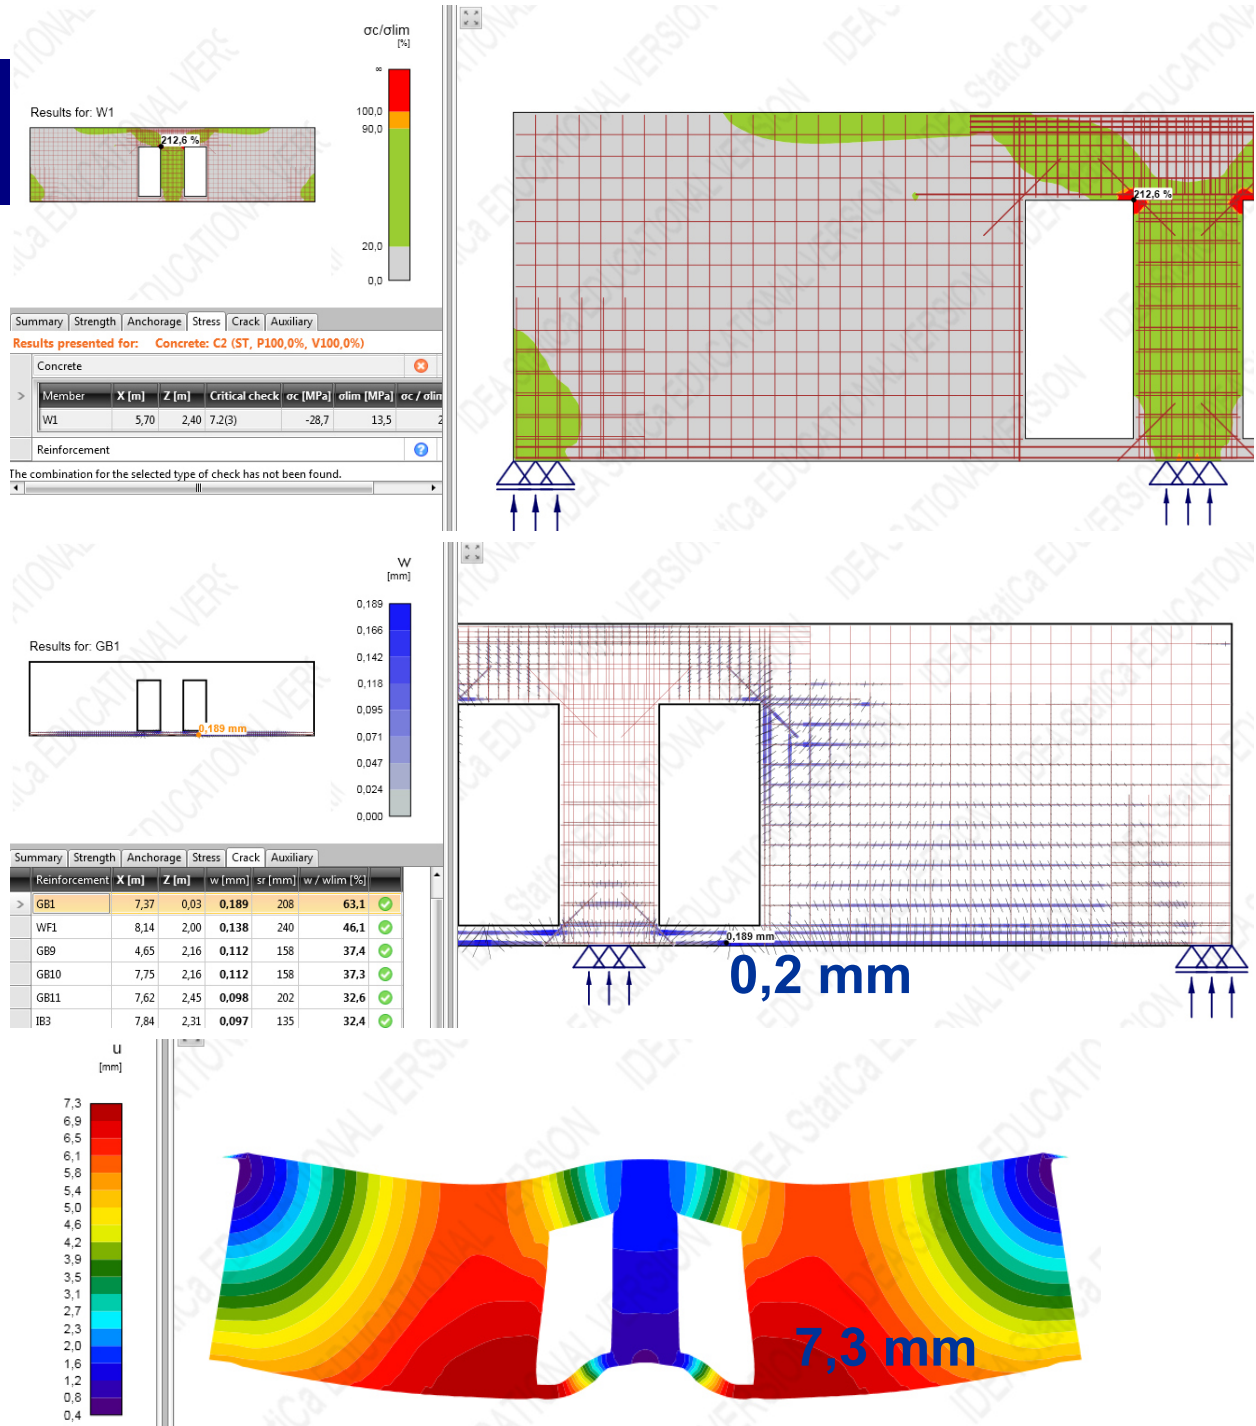 σc/σlim
[%]
∞
100,0
90,0
20,0
0,0
Results for: W1
212,6 %
212,6 %
Summary Strength Anchorage Stress Crack Auxiliary
Results presented for: Concrete: C2 (ST, P100,0%, V100,0%)
Concrete
Member X [m] Z [m] Critical check σc [MPa] σlim [MPa] σc / σlim
W1 5,70 2,40 7.2(3) -28,7 13,5 2
Reinforcement
The combination for the selected type of check has not been found.
w
[mm]
0,189
0,166
0,142
0,118
0,095
0,071
0,047
0,024
0,000
Results for: GB1
0,189 mm
0,189 mm
0,2 mm
Summary Strength Anchorage Stress Crack Auxiliary
Reinforcement X [m] Z [m] w [mm] sr [mm] w / wlim [%]
GB1 7,37 0,03 0,189 208 63,1
WF1 8,14 2,00 0,138 240 46,1
GB9 4,65 2,16 0,112 158 37,4
GB10 7,75 2,16 0,112 158 37,3
GB11 7,62 2,45 0,098 202 32,6
IB3 7,84 2,31 0,097 135 32,4
u
[mm]
7,3
6,9
6,5
6,1
5,8
5,4
5,0
4,6
4,2
3,9
3,5
3,1
2,7
2,3
2,0
1,6
1,2
0,8
0,4
7,3 mm
IDEA StatiCa EDUCATIONAL VERSION